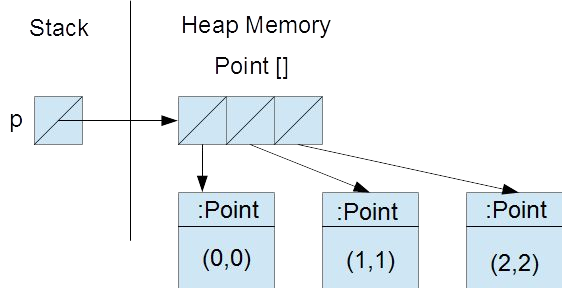 Stack
Heap Memory
Point []
p
:Point
:Point
:Point
(0,0)
(1,1)
(2,2)